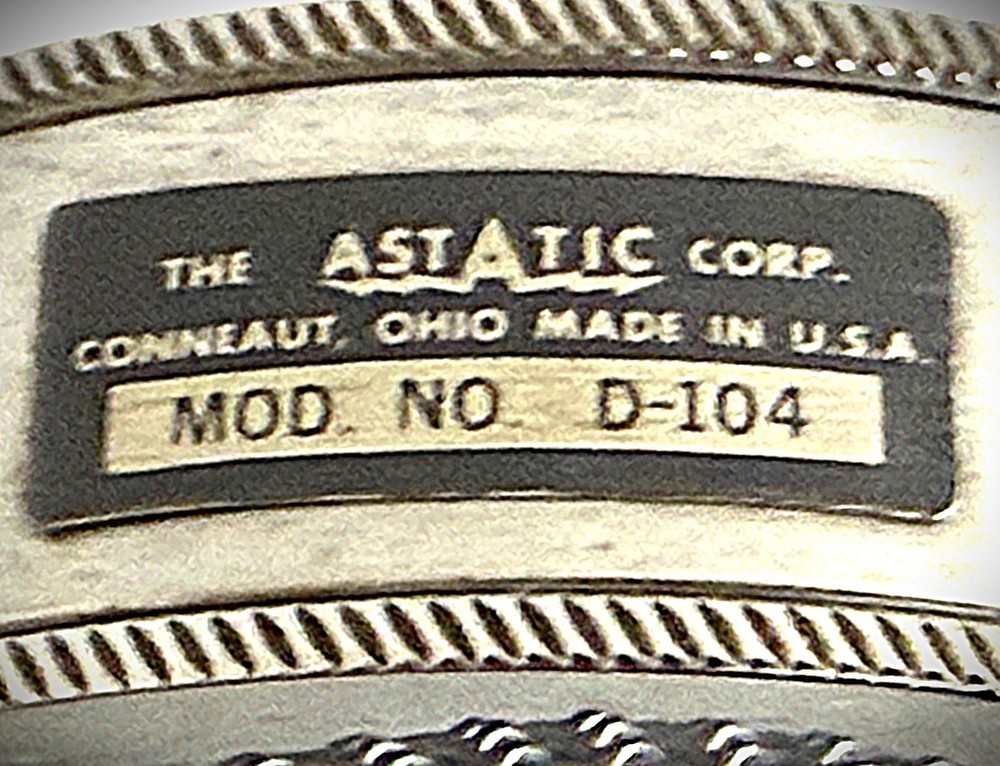 THE ASTATIC CORP.
CONNEAUT, OHIO MADE IN U.S.A.
MOD. NO. D-104